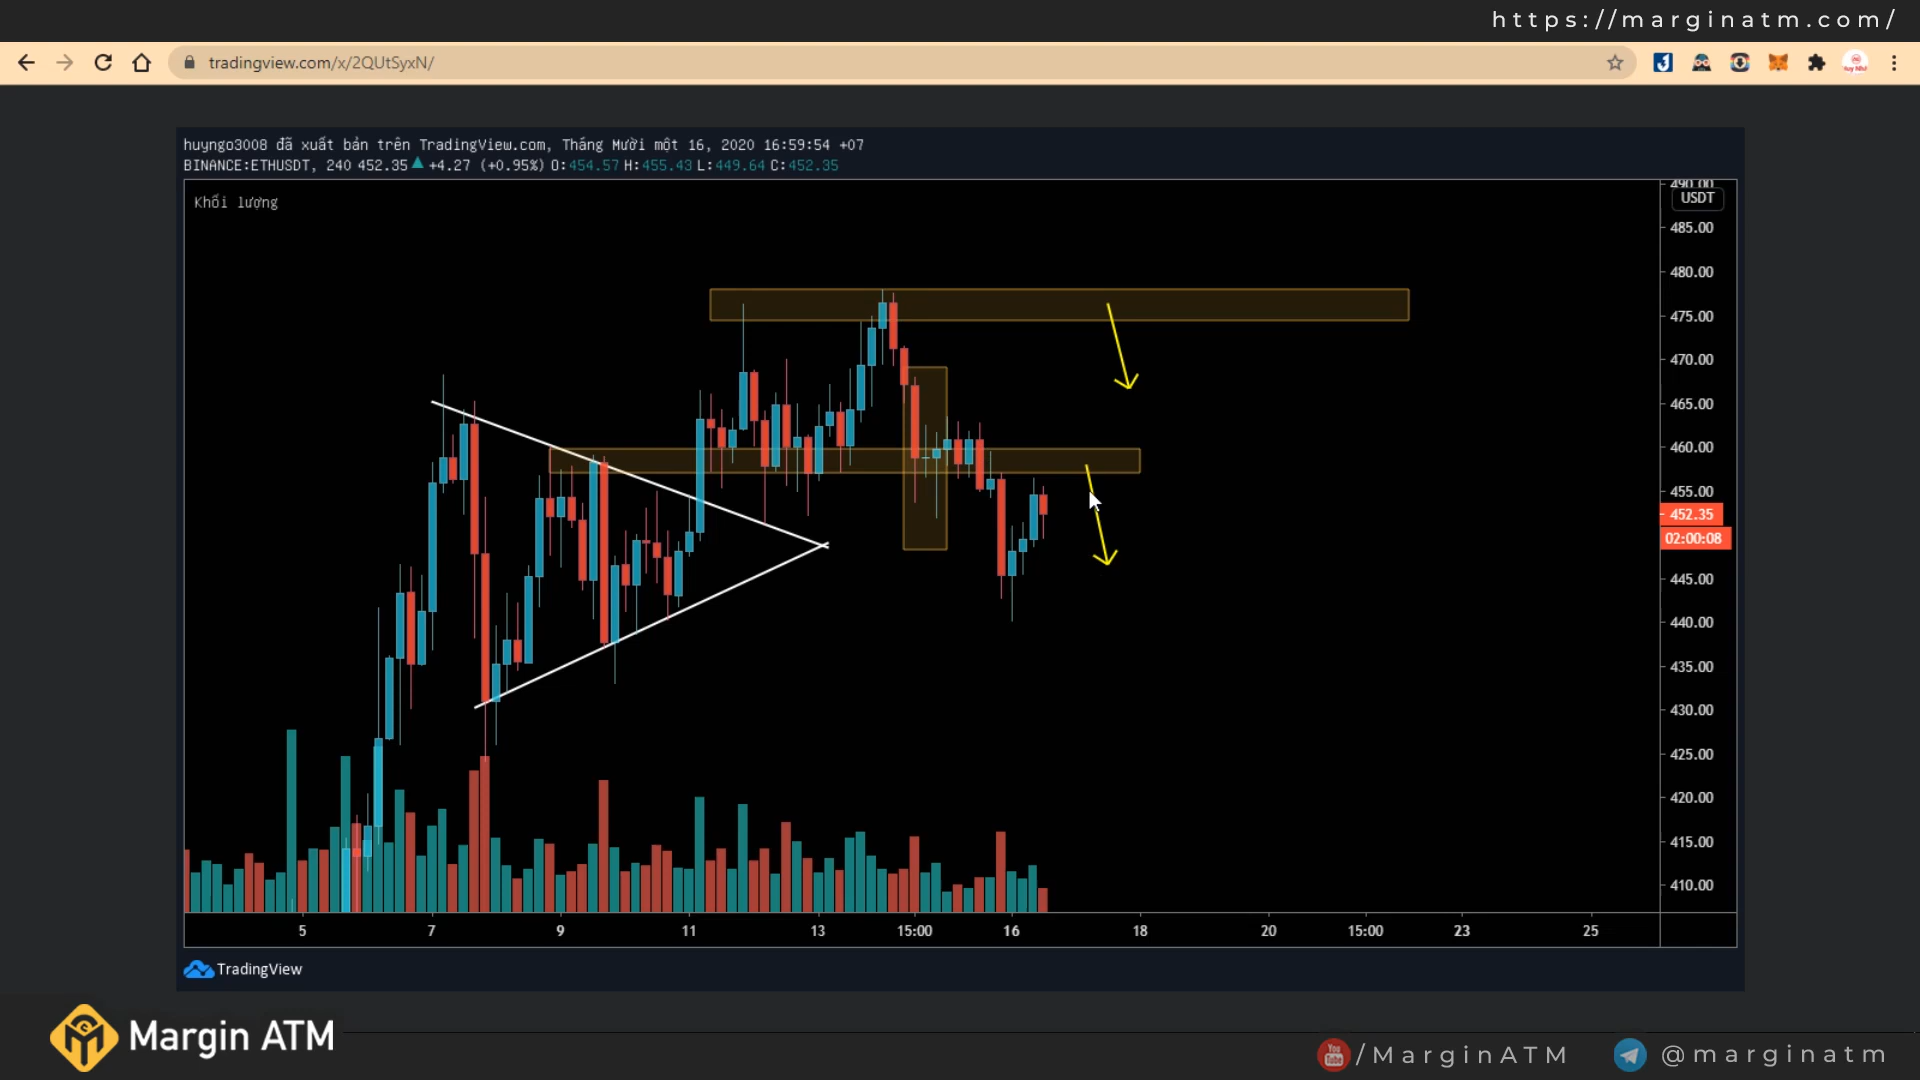 https://marginatm.com/
tradingview.com/x/2QUtSyxN/
huyngo3008 đã xuất bản trên TradingView.com, Tháng Mười một 16, 2020 16:59:54 +07
BINANCE:ETHUSDT, 240 452.35 ▲ +4.27 (+0.95%) O:454.57 H:455.43 L:449.64 C:452.35
Khối lượng
490.00
USDT
485.00
480.00
475.00
470.00
465.00
460.00
455.00
452.35
02:00:08
445.00
440.00
435.00
430.00
425.00
420.00
415.00
410.00
5 7 9 11 13 15:00 16 18 20 15:00 23 25
TradingView
Margin ATM
You Tube /MarginATM @marginatm